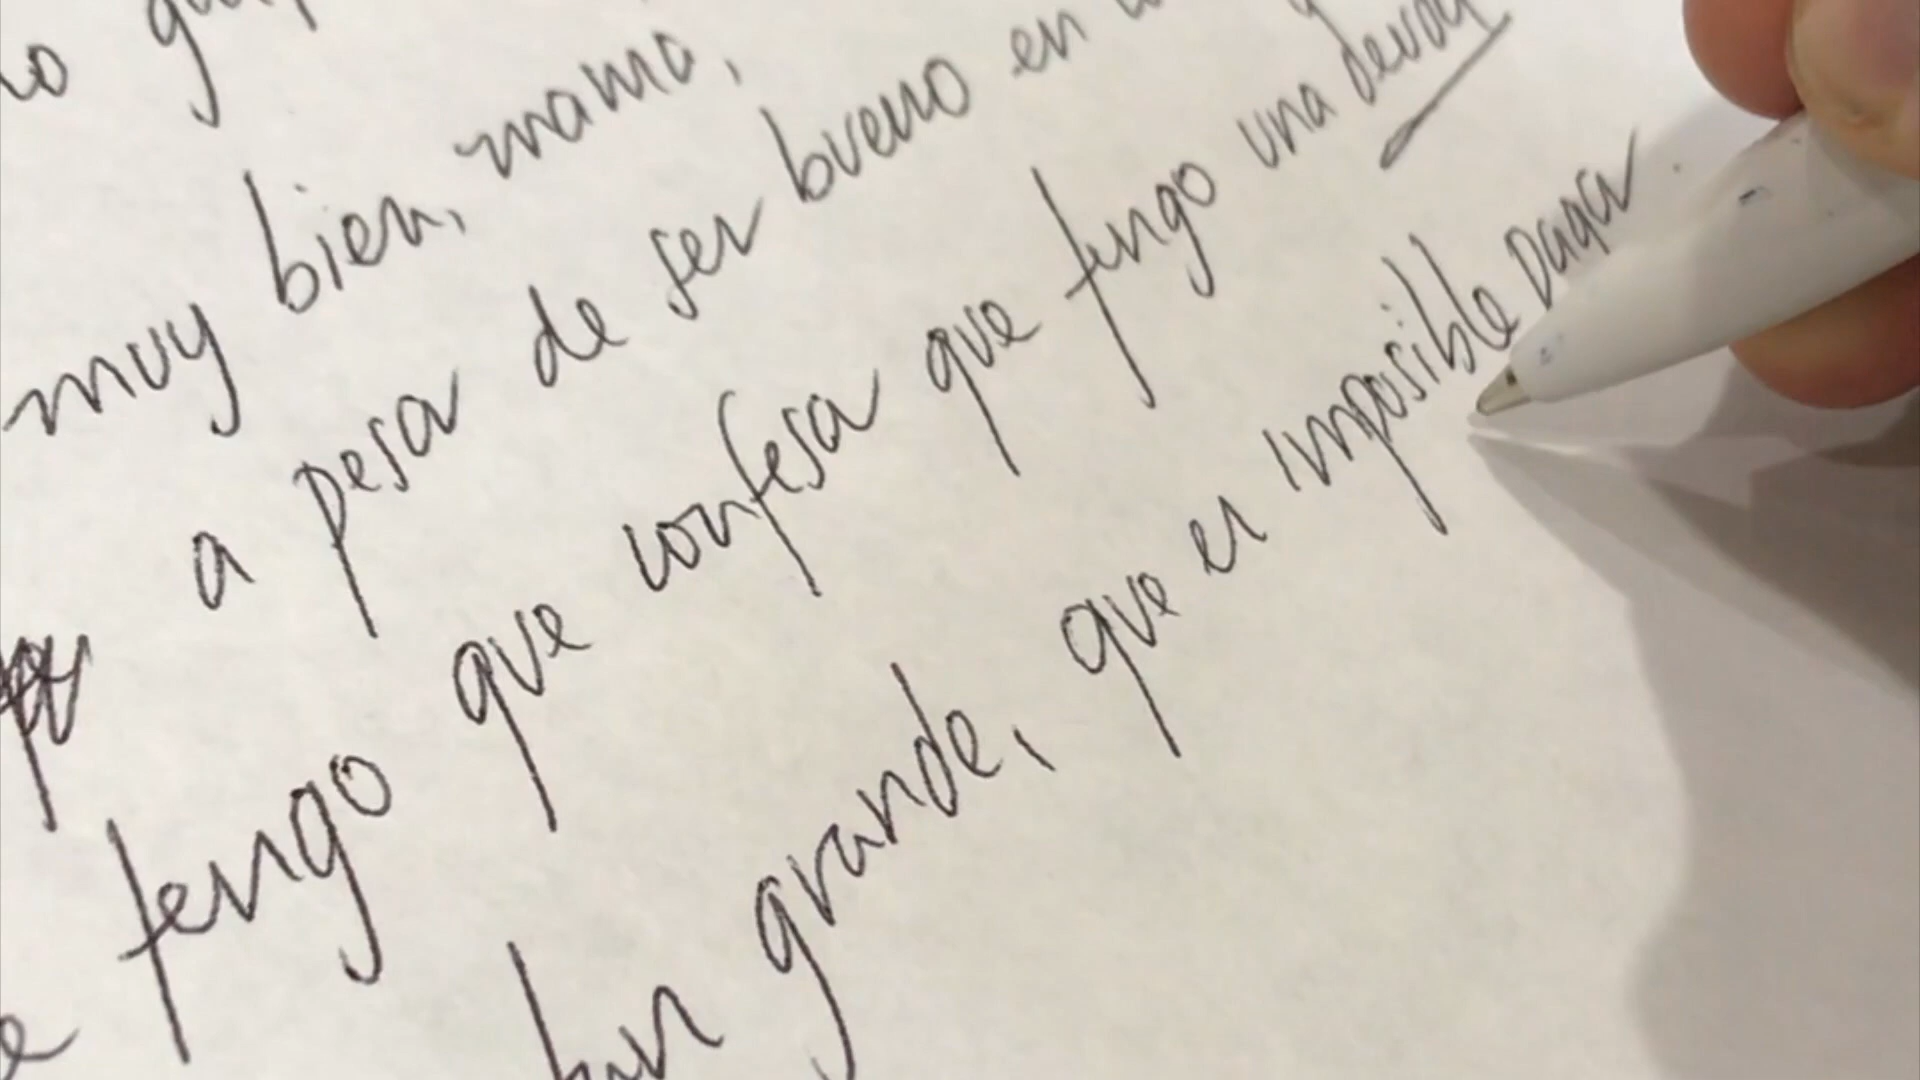 muy bien, mama,
a pesar de ser bueno en
tengo que confesar que tengo una deuda
tan grande, que es imposible pagar